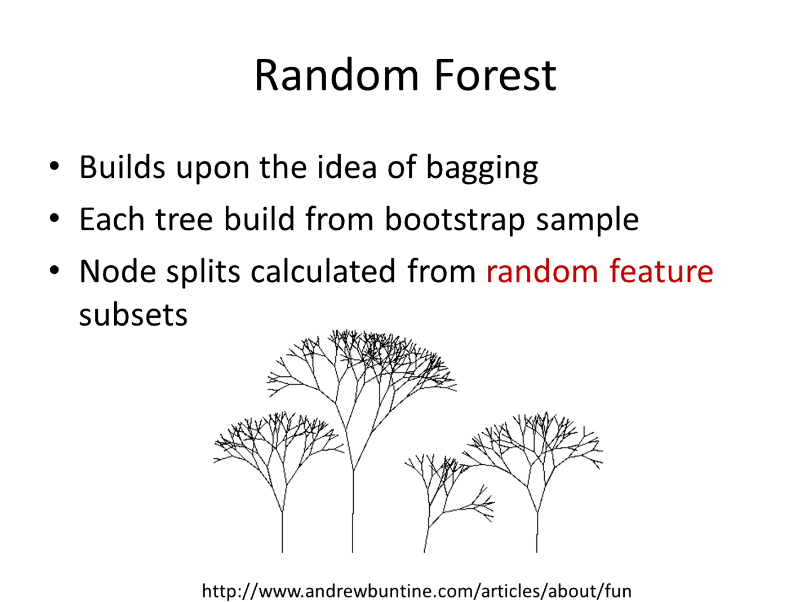 Random Forest
• Builds upon the idea of bagging
• Each tree build from bootstrap sample
• Node splits calculated from random feature
subsets
http://www.andrewbuntine.com/articles/about/fun